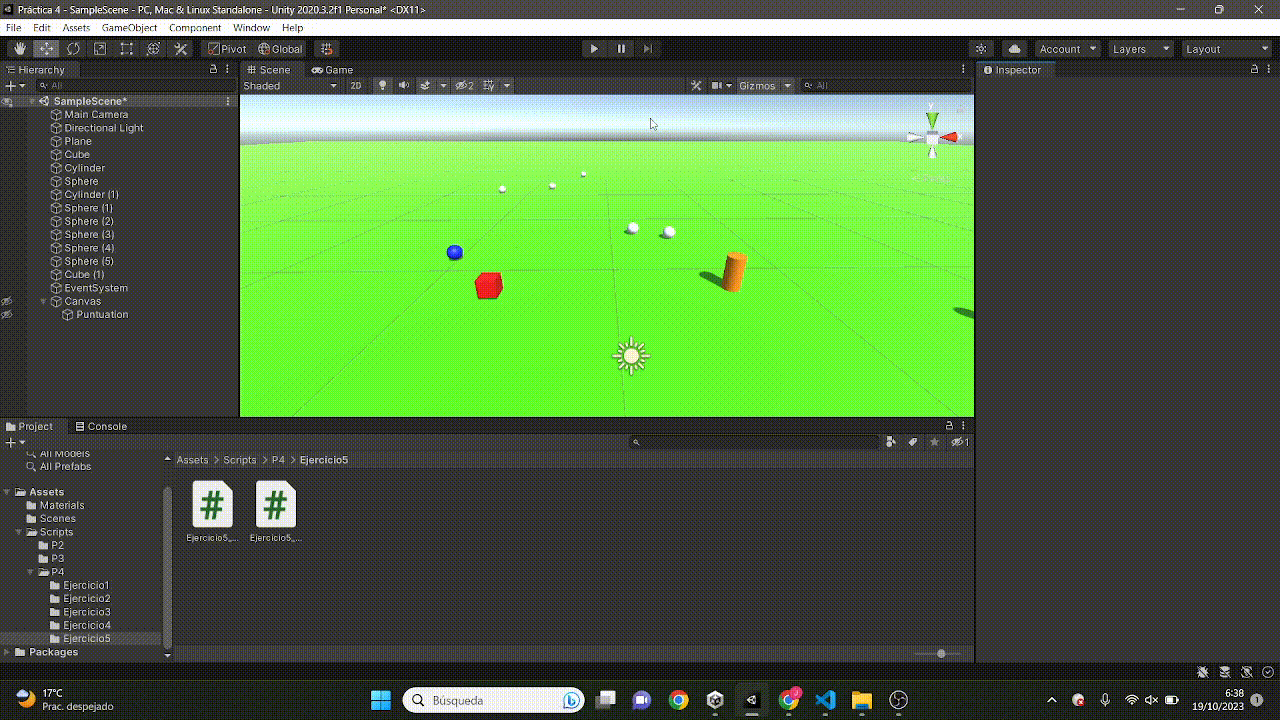 Práctica 4 - SampleScene - PC, Mac & Linux Standalone - Unity 2020.3.2f1 Personal* <DX11>
File Edit Assets GameObject Component Window Help
Pivot Global Account Layers Layout
Hierarchy
All
SampleScene*
Main Camera
Directional Light
Plane
Cube
Cylinder
Sphere
Cylinder (1)
Sphere (1)
Sphere (2)
Sphere (3)
Sphere (4)
Sphere (5)
Cube (1)
EventSystem
Canvas
Puntuation
Scene Game
Shaded 2D 2 Gizmos All
y
Inspector
Project Console
1
All Models
All Prefabs
Assets
Materials
Scenes
Scripts
P2
P3
P4
Ejercicio1
Ejercicio2
Ejercicio3
Ejercicio4
Ejercicio5
Packages
Assets > Scripts > P4 > Ejercicio5
#
#
Ejercicio5_... Ejercicio5_...
17°C
Prac. despejado
Búsqueda
6:38
19/10/2023
1